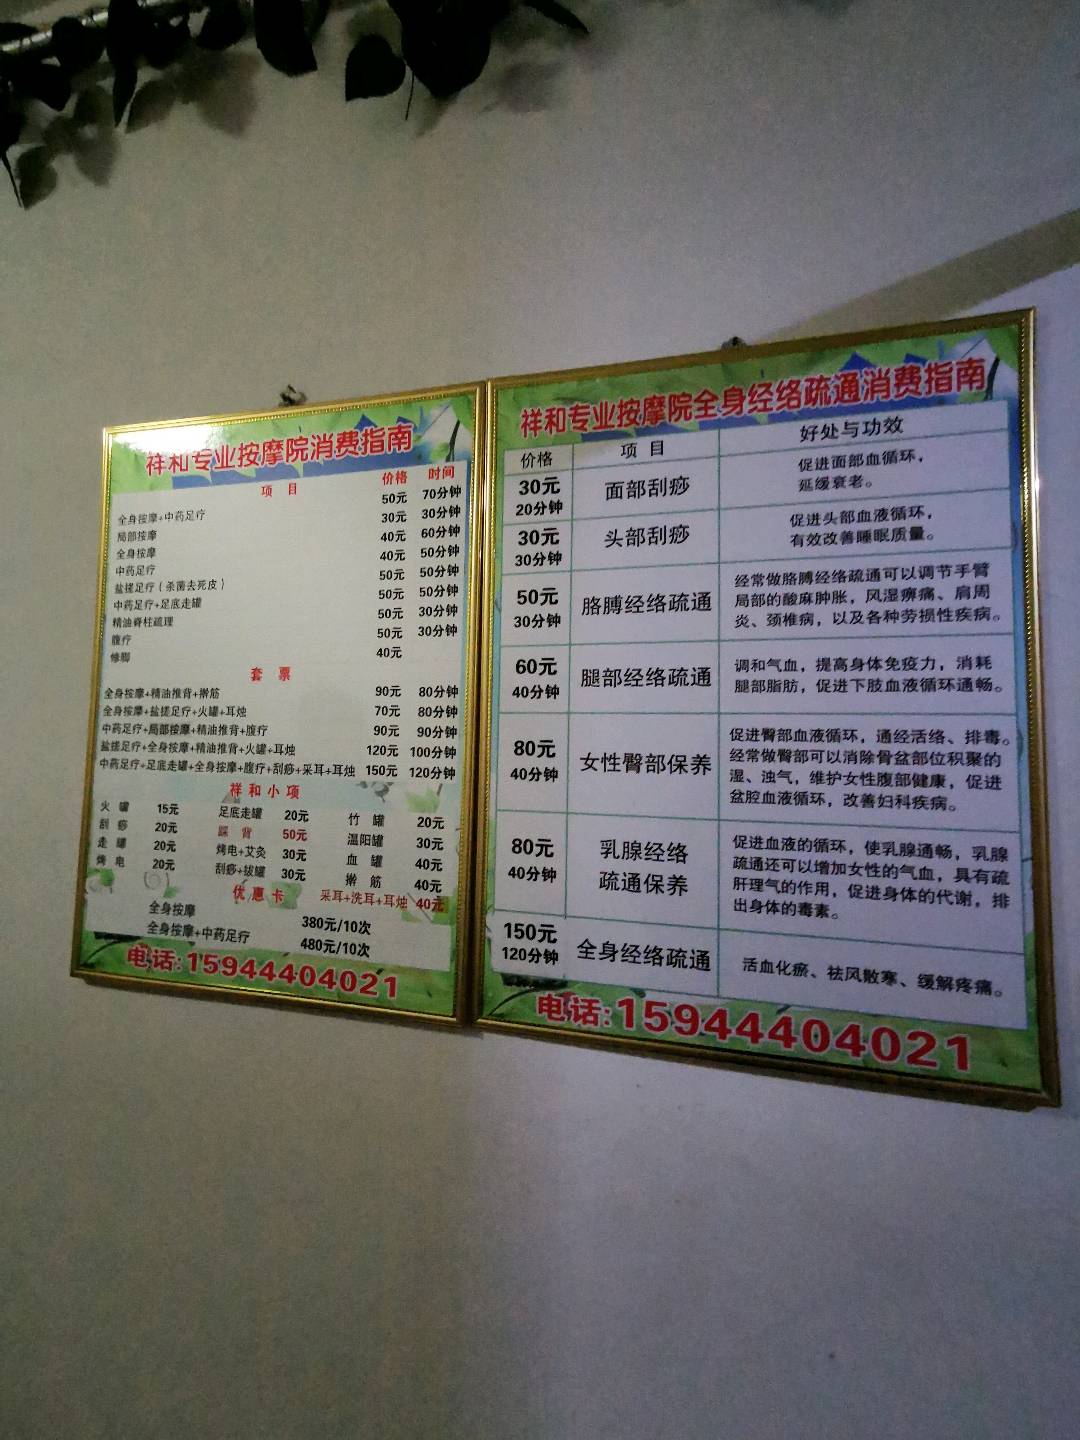 祥和专业按摩院消费指南
项 目 价格 时间
全身按摩+中药足疗 50元 70分钟
局部按摩 30元 30分钟
全身按摩 40元 60分钟
中药足疗 40元 50分钟
盐搓足疗(杀菌去死皮) 50元 50分钟
中药足疗+足底走罐 50元 50分钟
精油脊柱疏理 50元 30分钟
腹疗 50元 30分钟
修脚 40元
套 票
全身按摩+精油推背+擀筋 90元 80分钟
全身按摩+盐搓足疗+火罐+耳烛 70元 80分钟
中药足疗+局部按摩+精油推背+腹疗 90元 90分钟
盐搓足疗+全身按摩+精油推背+火罐+耳烛 120元 100分钟
中药足疗+足底走罐+全身按摩+腹疗+刮痧+采耳+耳烛 150元 120分钟
祥和小项
火 罐 15元 足底走罐 20元 竹 罐 20元
刮 痧 20元 踩 背 50元 温阳罐 30元
走 罐 20元 烤电+艾灸 30元 血 罐 40元
烤 电 20元 刮痧+拔罐 30元 擀 筋 40元
优惠卡 采耳+洗耳+耳烛 40元
全身按摩 380元/10次
全身按摩+中药足疗 480元/10次
电话:15944404021
祥和专业按摩院全身经络疏通消费指南
价格 项 目 好处与功效
30元
20分钟
面部刮痧
促进面部血循环，
延缓衰老。
30元
30分钟
头部刮痧
促进头部血液循环，
有效改善睡眠质量。
50元
30分钟
胳膊经络疏通
经常做胳膊经络疏通可以调节手臂
局部的酸麻肿胀，风湿痹痛、肩周
炎、颈椎病，以及各种劳损性疾病。
60元
40分钟
腿部经络疏通
调和气血，提高身体免疫力，消耗
腿部脂肪，促进下肢血液循环通畅。
80元
40分钟
女性臀部保养
促进臀部血液循环，通经活络、排毒。
经常做臀部可以消除骨盆部位积聚的
湿、浊气，维护女性腹部健康，促进
盆腔血液循环，改善妇科疾病。
80元
40分钟
乳腺经络
疏通保养
促进血液的循环，使乳腺通畅，乳腺
疏通还可以增加女性的气血，具有疏
肝理气的作用，促进身体的代谢，排
出身体的毒素。
150元
120分钟
全身经络疏通
活血化瘀、祛风散寒、缓解疼痛。
电话:15944404021